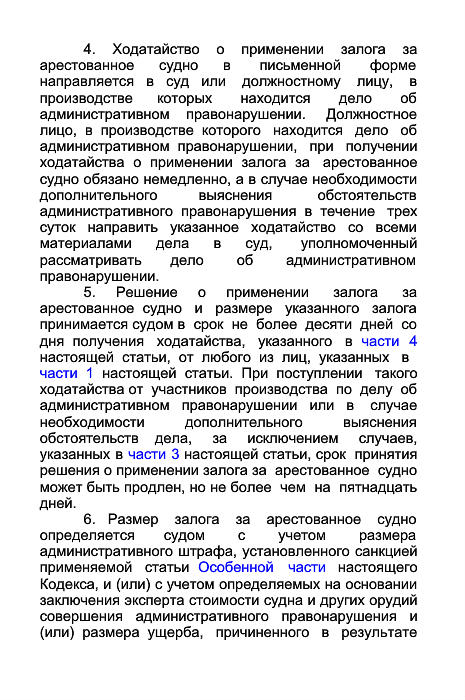 4. Ходатайство о применении залога за
арестованное судно в письменной форме
направляется в суд или должностному лицу, в
производстве которых находится дело об
административном правонарушении. Должностное
лицо, в производстве которого находится дело об
административном правонарушении, при получении
ходатайства о применении залога за арестованное
судно обязано немедленно, а в случае необходимости
дополнительного выяснения обстоятельств
административного правонарушения в течение трех
суток направить указанное ходатайство со всеми
материалами дела в суд, уполномоченный
рассматривать дело об административном
правонарушении.
5. Решение о применении залога за
арестованное судно и размере указанного залога
принимается судом в срок не более десяти дней со
дня получения ходатайства, указанного в части 4
настоящей статьи, от любого из лиц, указанных в
части 1 настоящей статьи. При поступлении такого
ходатайства от участников производства по делу об
административном правонарушении или в случае
необходимости дополнительного выяснения
обстоятельств дела, за исключением случаев,
указанных в части 3 настоящей статьи, срок принятия
решения о применении залога за арестованное судно
может быть продлен, но не более чем на пятнадцать
дней.
6. Размер залога за арестованное судно
определяется судом с учетом размера
административного штрафа, установленного санкцией
применяемой статьи Особенной части настоящего
Кодекса, и (или) с учетом определяемых на основании
заключения эксперта стоимости судна и других орудий
совершения административного правонарушения и
(или) размера ущерба, причиненного в результате